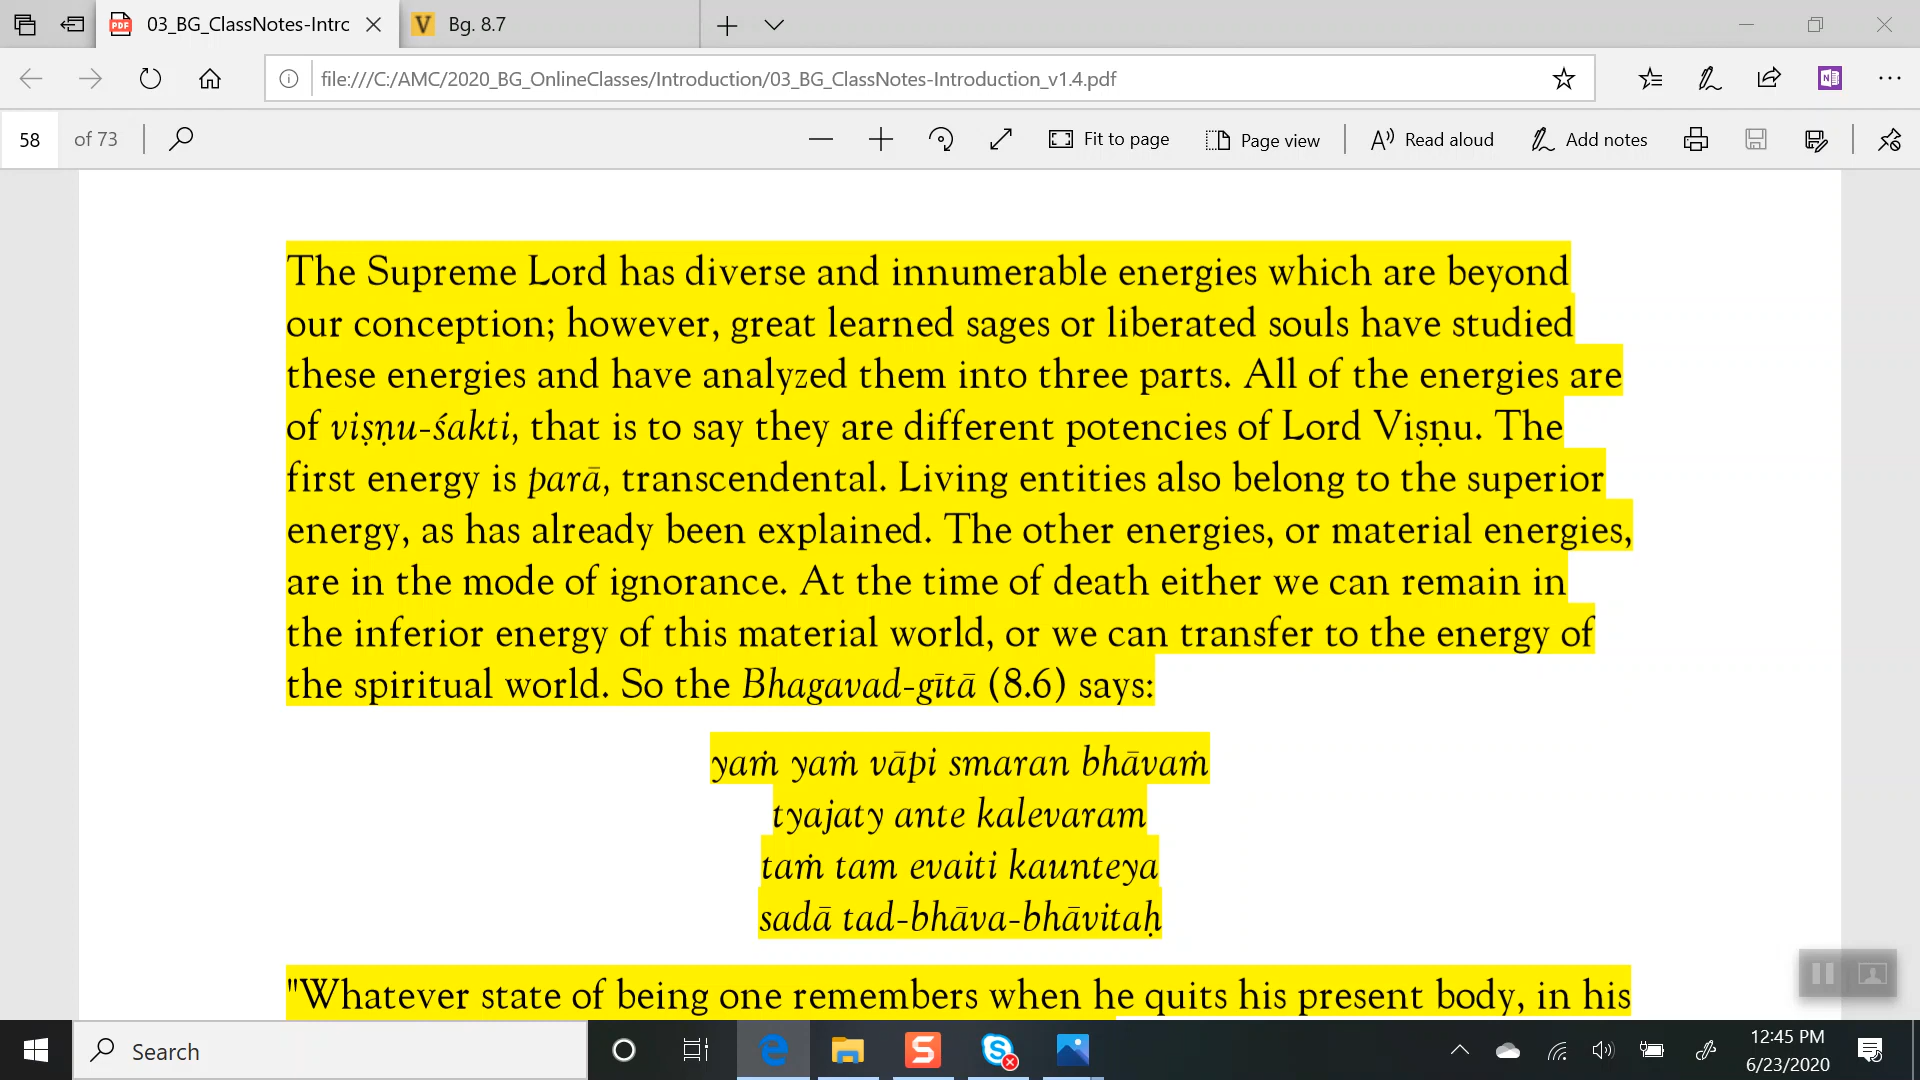 03_BG_ClassNotes-Intrc
Bg. 8.7
file:///C:/AMC/2020_BG_OnlineClasses/Introduction/03_BG_ClassNotes-Introduction_v1.4.pdf
58 of 73
Fit to page
Page view
Read aloud
Add notes
The Supreme Lord has diverse and innumerable energies which are beyond
our conception; however, great learned sages or liberated souls have studied
these energies and have analyzed them into three parts. All of the energies are
of viṣṇu-śakti, that is to say they are different potencies of Lord Viṣṇu. The
first energy is parā, transcendental. Living entities also belong to the superior
energy, as has already been explained. The other energies, or material energies,
are in the mode of ignorance. At the time of death either we can remain in
the inferior energy of this material world, or we can transfer to the energy of
the spiritual world. So the Bhagavad-gītā (8.6) says:
yaṁ yaṁ vāpi smaran bhāvaṁ
tyajaty ante kalevaram
taṁ tam evaiti kaunteya
sadā tad-bhāva-bhāvitaḥ
"Whatever state of being one remembers when he quits his present body, in his
Search
12:45 PM
6/23/2020